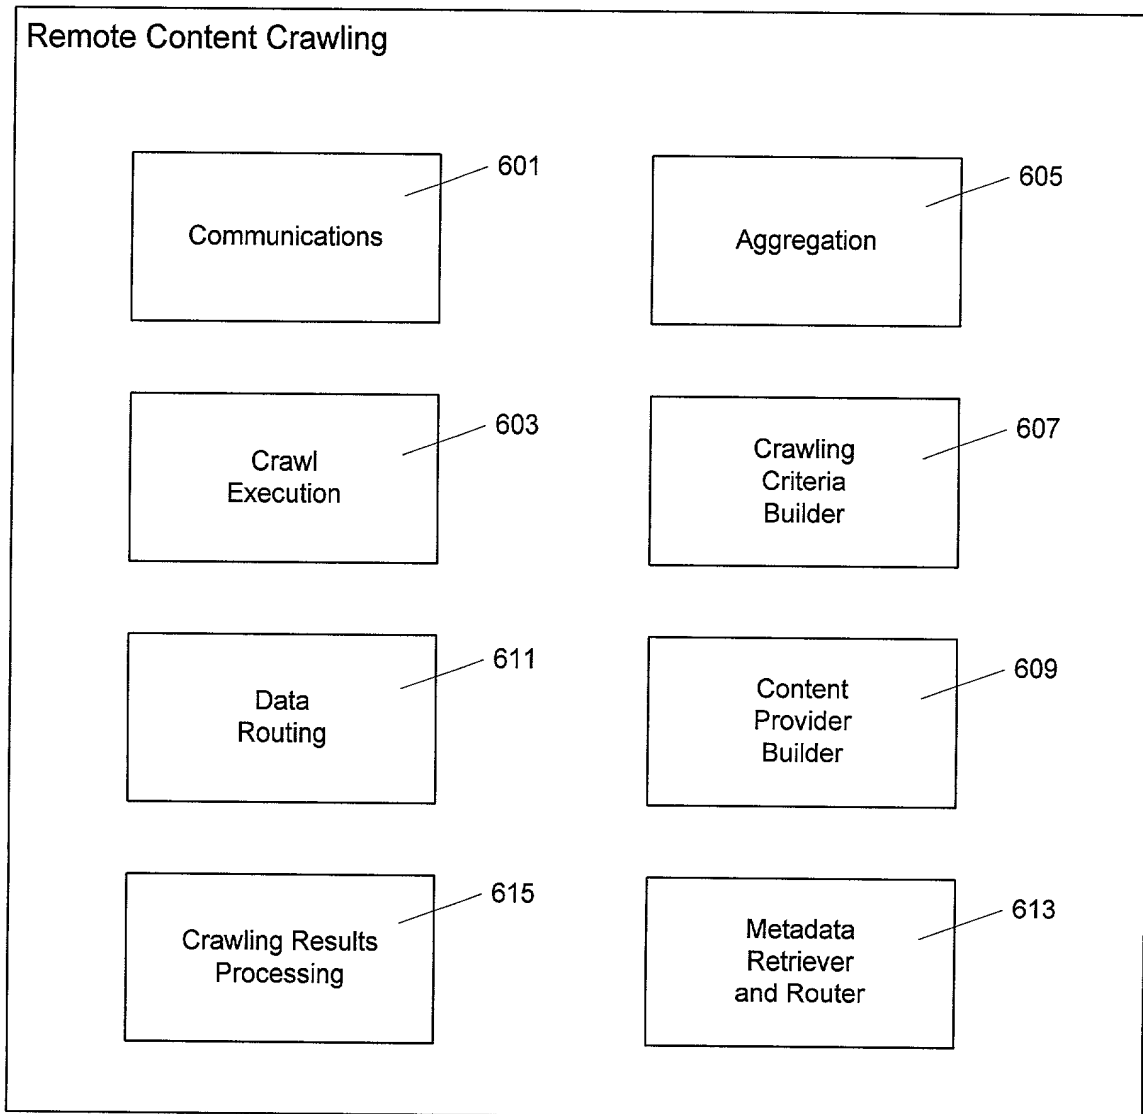 Remote Content Crawling
601
Communications
605
Aggregation
603
Crawl
Execution
607
Crawling
Criteria
Builder
611
Data
Routing
609
Content
Provider
Builder
615
Crawling Results
Processing
613
Metadata
Retriever
and Router